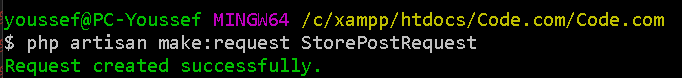 youssef@PC-Youssef MINGW64 /c/xampp/htdocs/Code.com/Code.com
$ php artisan make:request StorePostRequest
Request created successfully.